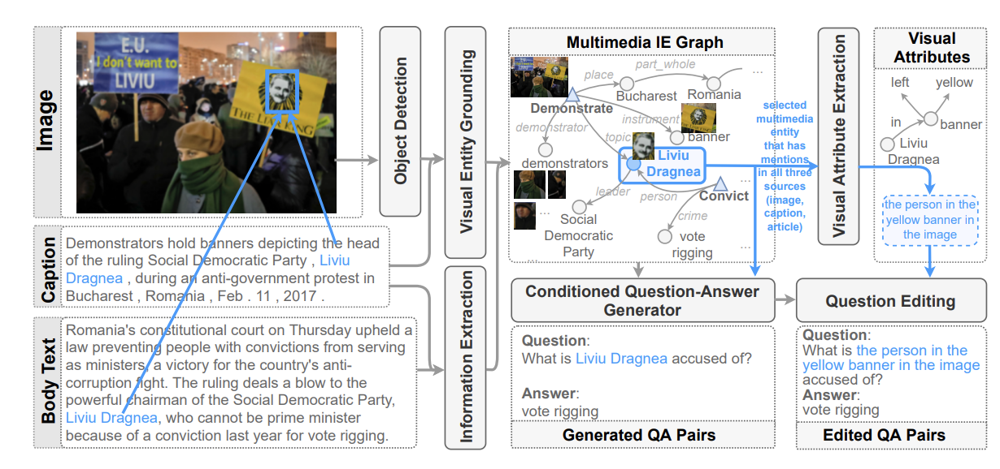 Image
E.U.
I don't want to
LIVIU
THE LIAR KING
Caption
Demonstrators hold banners depicting the head
of the ruling Social Democratic Party , Liviu
Dragnea , during an anti-government protest in
Bucharest , Romania , Feb . 11 , 2017 .
Body Text
Romania's constitutional court on Thursday upheld a
law preventing people with convictions from serving
as ministers, a victory for the country's anti-
corruption fight. The ruling deals a blow to the
powerful chairman of the Social Democratic Party,
Liviu Dragnea, who cannot be prime minister
because of a conviction last year for vote rigging.
Object Detection
Visual Entity Grounding
Information Extraction
Multimedia IE Graph
part_whole
...
place
Bucharest
Romania
Demonstrate
instrument
demonstrator
topic
banner
demonstrators
Liviu
Dragnea
...
leader
person
Convict
...
crime
Social
Democratic
Party
vote
rigging
...
...
selected
multimedia
entity
that has
mentions
in all three
sources
(image,
caption,
article)
Visual Attribute Extraction
Visual
Attributes
left
yellow
in
banner
Liviu
Dragnea
the person in the
yellow banner in
the image
Conditioned Question-Answer
Generator
Question:
What is Liviu Dragnea accused of?
Answer:
vote rigging
Generated QA Pairs
Question Editing
Question:
What is the person in the
yellow banner in the image
accused of?
Answer:
vote rigging
Edited QA Pairs